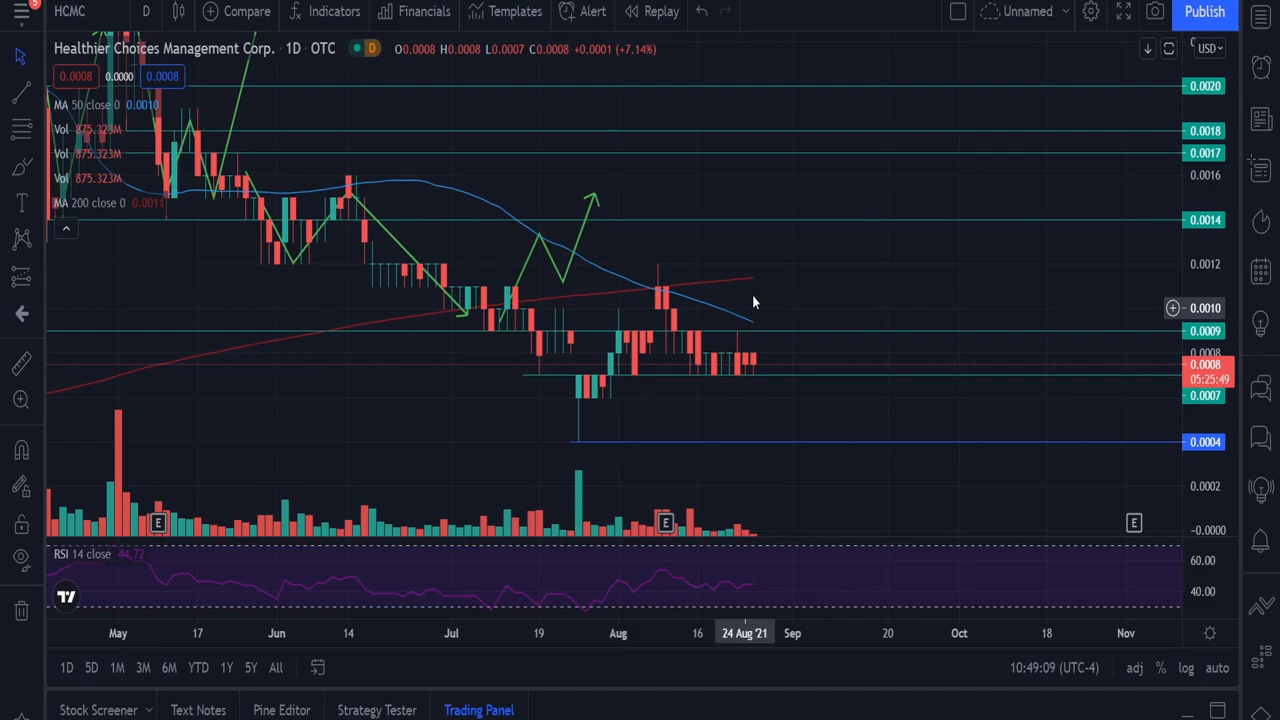 5
HCMC D Compare Indicators Financials Templates Alert Replay Unnamed Publish
Healthier Choices Management Corp. · 1D · OTC D O0.0008 H0.0008 L0.0007 C0.0008 +0.0001 (+7.14%) USD
0.0008 0.0000 0.0008
0.0020
MA 50 close 0 0.0010
Vol 875.323M
0.0018
Vol 875.323M
0.0017
Vol 875.323M
0.0016
MA 200 close 0 0.0011
0.0014
0.0012
0.0010
0.0009
0.0008
0.0008
05:25:49
0.0007
0.0004
0.0002
E E E
−0.0000
RSI 14 close 44.72
60.00
40.00
May 17 Jun 14 Jul 19 Aug 16 24 Aug '21 Sep 20 Oct 18 Nov
1D 5D 1M 3M 6M YTD 1Y 5Y All 10:49:09 (UTC-4) adj % log auto
Stock Screener Text Notes Pine Editor Strategy Tester Trading Panel